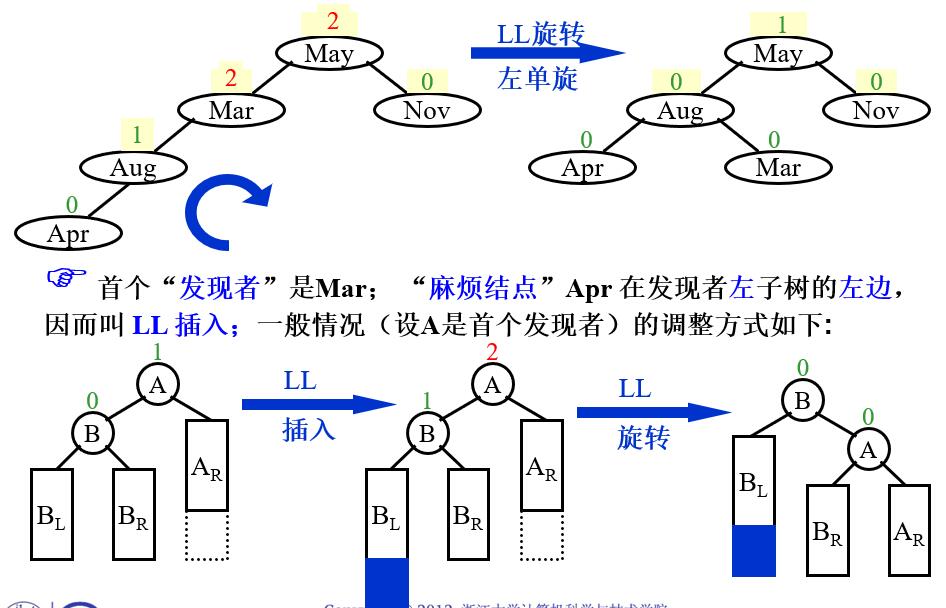 2
May
2
Mar
0
Nov
1
Aug
0
Apr
LL旋转
左单旋
1
May
0
Aug
0
Nov
0
Apr
0
Mar
首个“发现者”是Mar； “麻烦结点”Apr 在发现者左子树的左边，
因而叫 LL 插入；一般情况（设A是首个发现者）的调整方式如下:
1
A
0
B
A_R
B_L
B_R
LL
插入
2
A
1
B
A_R
B_L
B_R
LL
旋转
0
B
0
A
B_L
B_R
A_R
2012 浙江大学计算机科学与技术学院